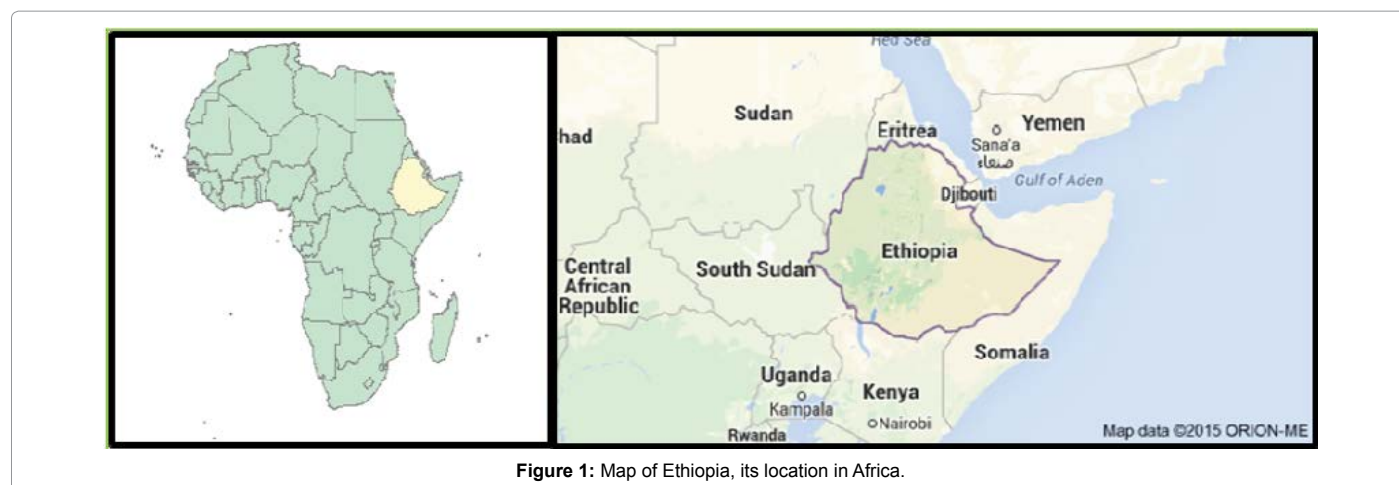 Red Sea
Sudan
Yemen
had
Eritrea
Sana'a
صنعاء
Gulf of Aden
Djibouti
Ethiopia
Central
African
Republic
South Sudan
Somalia
Uganda
Kenya
Kampala
Nairobi
Rwanda
Map data ©2015 ORION-ME
Figure 1: Map of Ethiopia, its location in Africa.